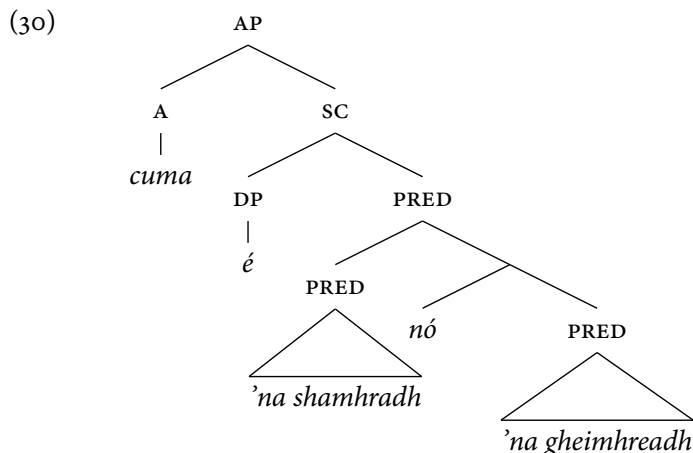 (30)
AP
A
SC
cuma
DP
PRED
é
PRED
nó
PRED
’na shamhradh
’na gheimhreadh